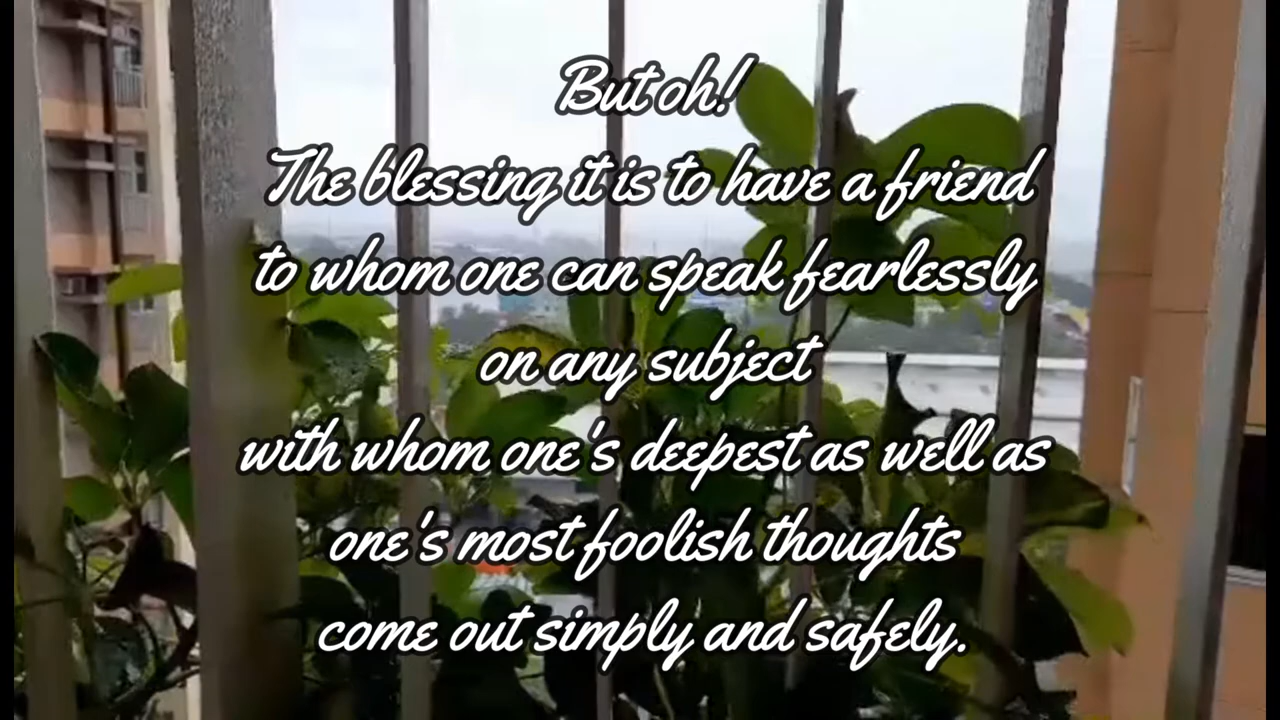 But oh!
The blessing it is to have a friend
to whom one can speak fearlessly
on any subject
with whom one's deepest as well as
one's most foolish thoughts
come out simply and safely.